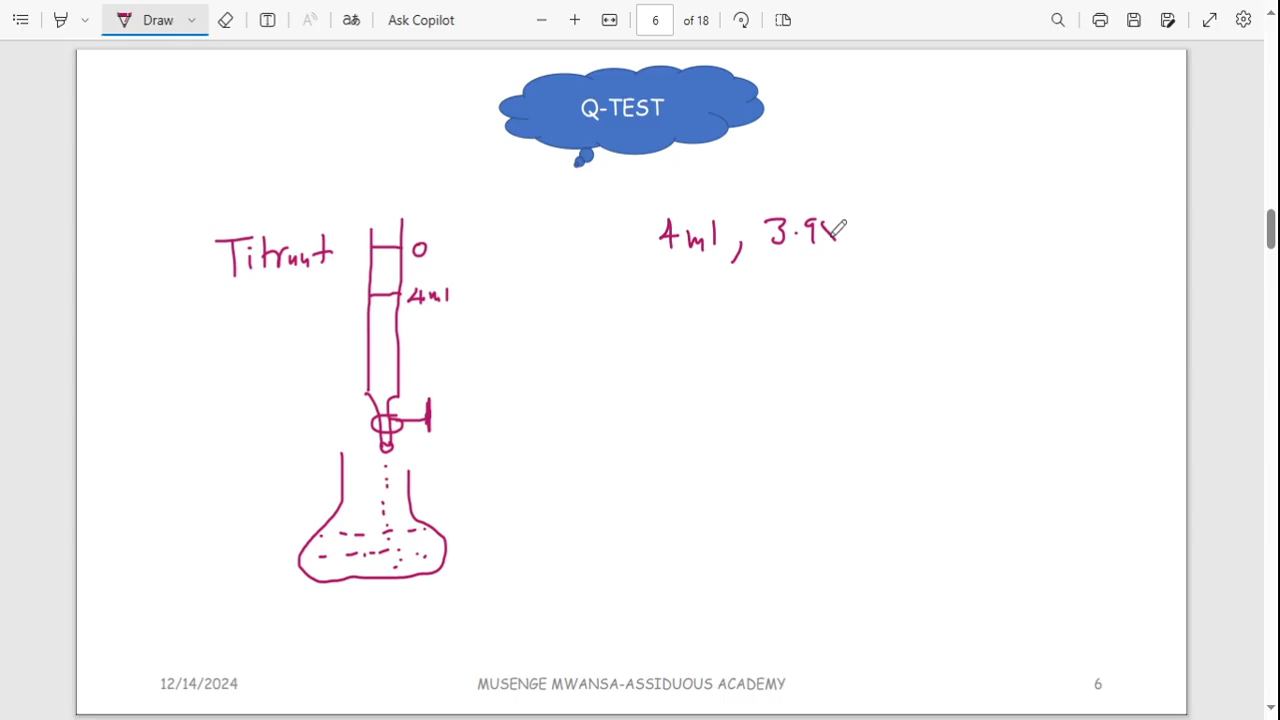 Draw
Ask Copilot
6 of 18
Q-TEST
Titrant
0
4ml
4ml, 3.9
12/14/2024
MUSENGE MWANSA-ASSIDUOUS ACADEMY
6